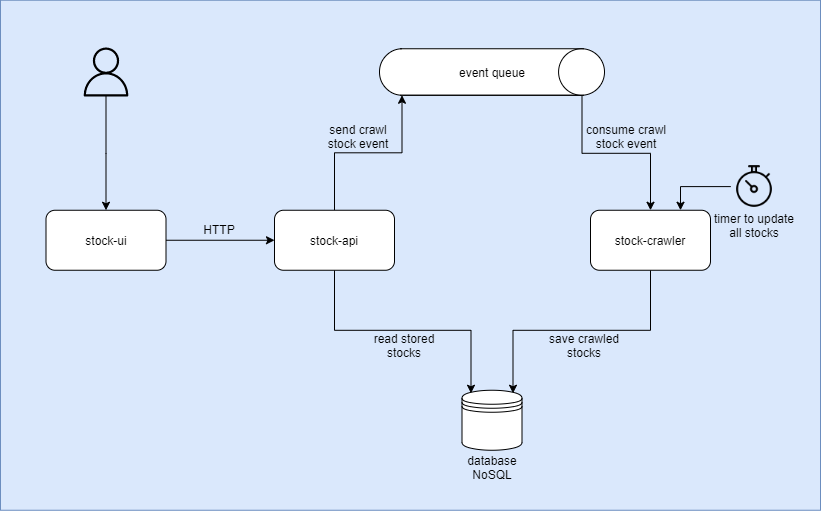 event queue
send crawl
stock event
consume crawl
stock event
timer to update
all stocks
stock-ui
HTTP
stock-api
stock-crawler
read stored
stocks
save crawled
stocks
database
NoSQL